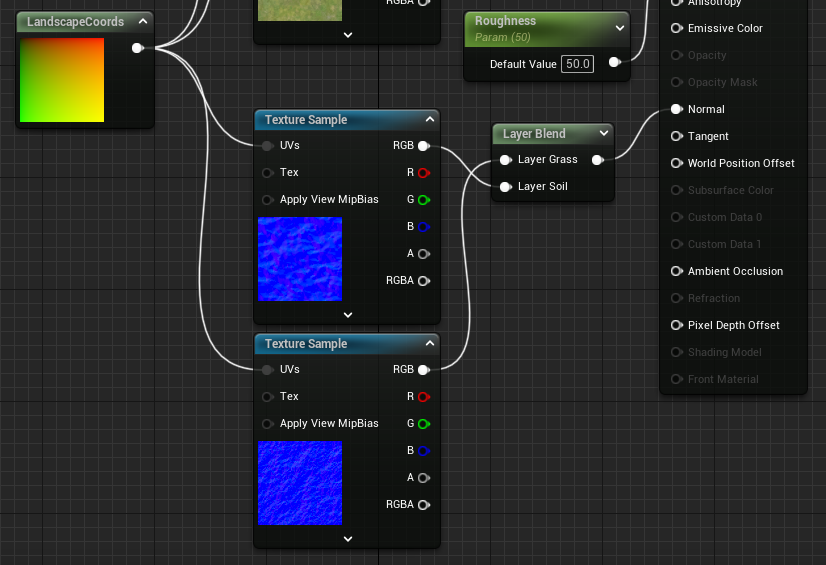 LandscapeCoords
RGBA
Roughness
Param (50)
Default Value 50.0
Anisotropy
Emissive Color
Opacity
Opacity Mask
Normal
Tangent
World Position Offset
Subsurface Color
Custom Data 0
Custom Data 1
Ambient Occlusion
Refraction
Pixel Depth Offset
Shading Model
Front Material
Texture Sample
UVs RGB
Tex R
Apply View MipBias G
B
A
RGBA
Layer Blend
Layer Grass
Layer Soil
Texture Sample
UVs RGB
Tex R
Apply View MipBias G
B
A
RGBA